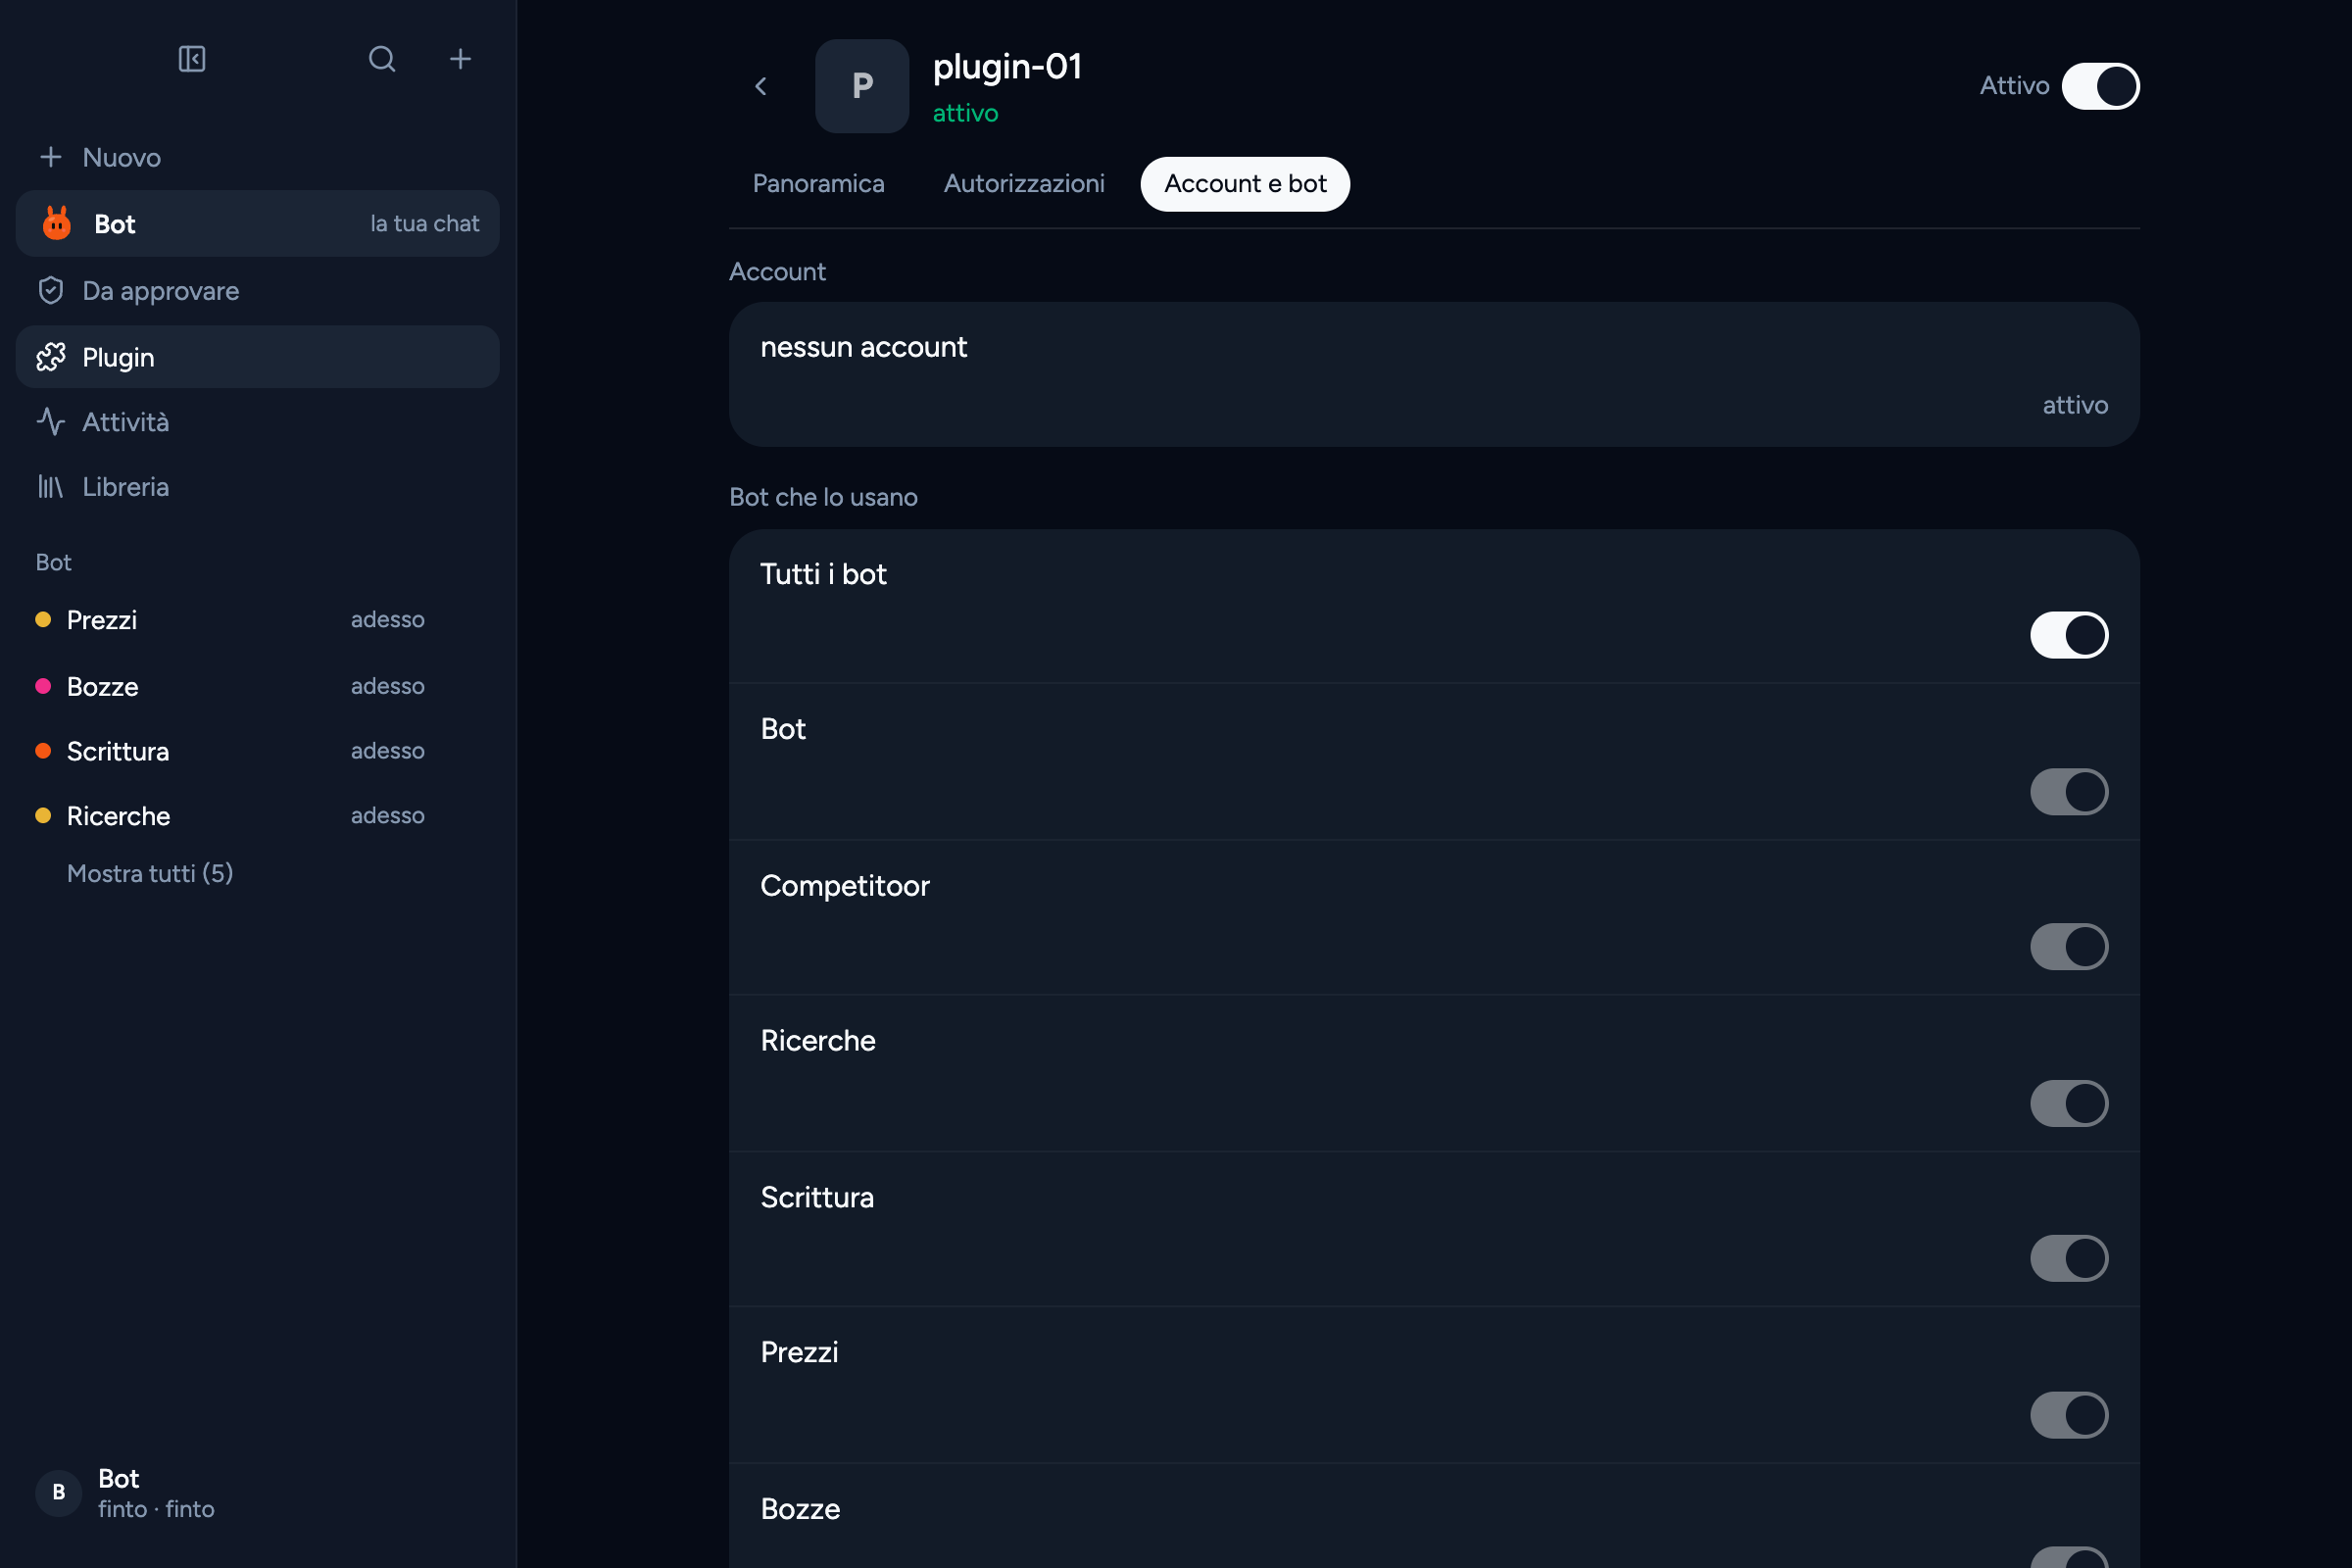 Nuovo
Bot la tua chat
Da approvare
Plugin
Attività
Libreria
Bot
Prezzi adesso
Bozze adesso
Scrittura adesso
Ricerche adesso
Mostra tutti (5)
B
Bot
finto · finto
P
plugin-01
attivo
Attivo
Panoramica Autorizzazioni Account e bot
Account
nessun account
attivo
Bot che lo usano
Tutti i bot
Bot
Competitoor
Ricerche
Scrittura
Prezzi
Bozze